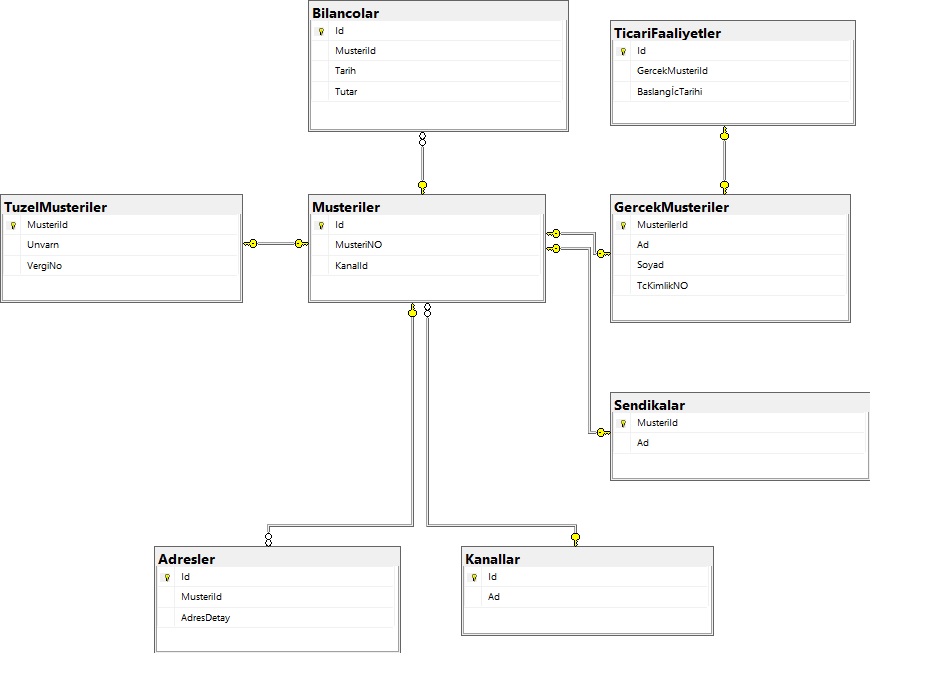 Bilancolar
Id
MusteriId
Tarih
Tutar
TicariFaaliyetler
Id
GercekMusteriId
BaslangİcTarihi
TuzelMusteriler
MusteriId
Unvarn
VergiNo
Musteriler
Id
MusteriNO
KanalId
GercekMusteriler
MusterilerId
Ad
Soyad
TcKimlikNO
Sendikalar
MusteriId
Ad
Adresler
Id
MusteriId
AdresDetay
Kanallar
Id
Ad